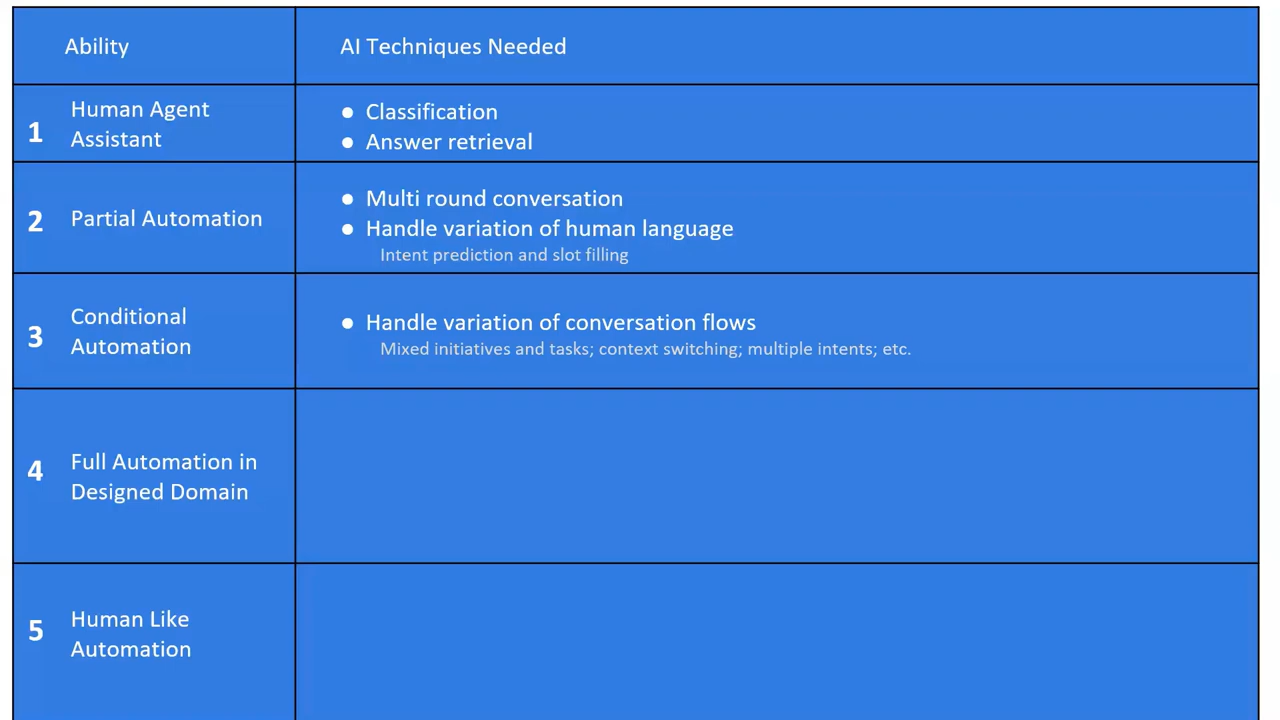 Ability
AI Techniques Needed
1
Human Agent
Assistant
● Classification
● Answer retrieval
2
Partial Automation
● Multi round conversation
● Handle variation of human language
Intent prediction and slot filling
3
Conditional
Automation
● Handle variation of conversation flows
Mixed initiatives and tasks; context switching; multiple intents; etc.
4
Full Automation in
Designed Domain
5
Human Like
Automation